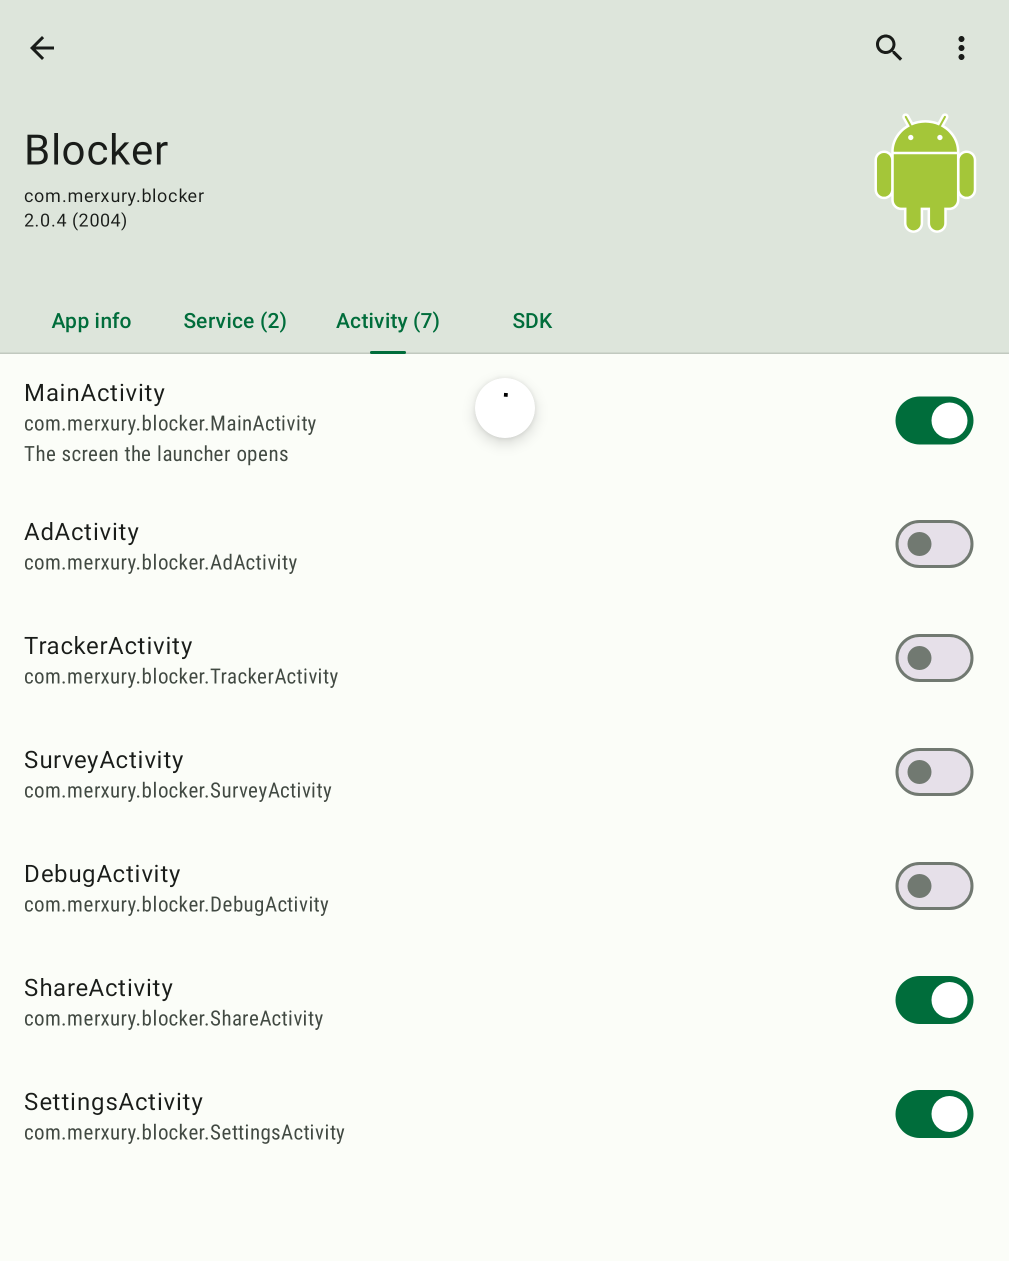 Blocker
com.merxury.blocker
2.0.4 (2004)
App info
Service (2)
Activity (7)
SDK
MainActivity
com.merxury.blocker.MainActivity
The screen the launcher opens
AdActivity
com.merxury.blocker.AdActivity
TrackerActivity
com.merxury.blocker.TrackerActivity
SurveyActivity
com.merxury.blocker.SurveyActivity
DebugActivity
com.merxury.blocker.DebugActivity
ShareActivity
com.merxury.blocker.ShareActivity
SettingsActivity
com.merxury.blocker.SettingsActivity